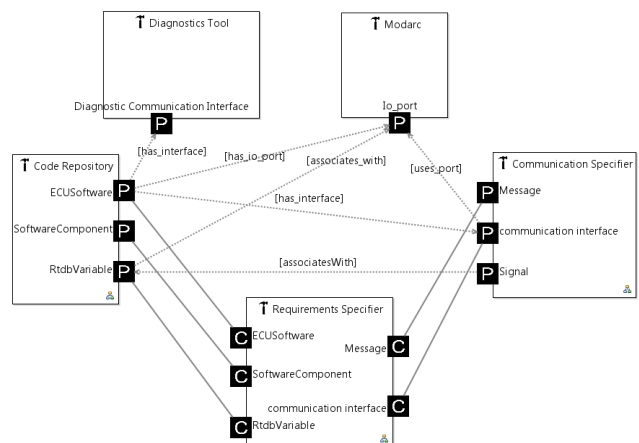 Diagnostics Tool
Modarc
Diagnostic Communication Interface
Io_port
P
P
[has_interface]
[has_io_port]
[associates_with]
[uses_port]
Code Repository
Communication Specifier
ECUSoftware
P
P
Message
[has_interface]
SoftwareComponent
P
P
communication interface
RtdbVariable
P
[associatesWith]
P
Signal
Requirements Specifier
C
ECUSoftware
Message
C
C
SoftwareComponent
communication interface
C
C
RtdbVariable